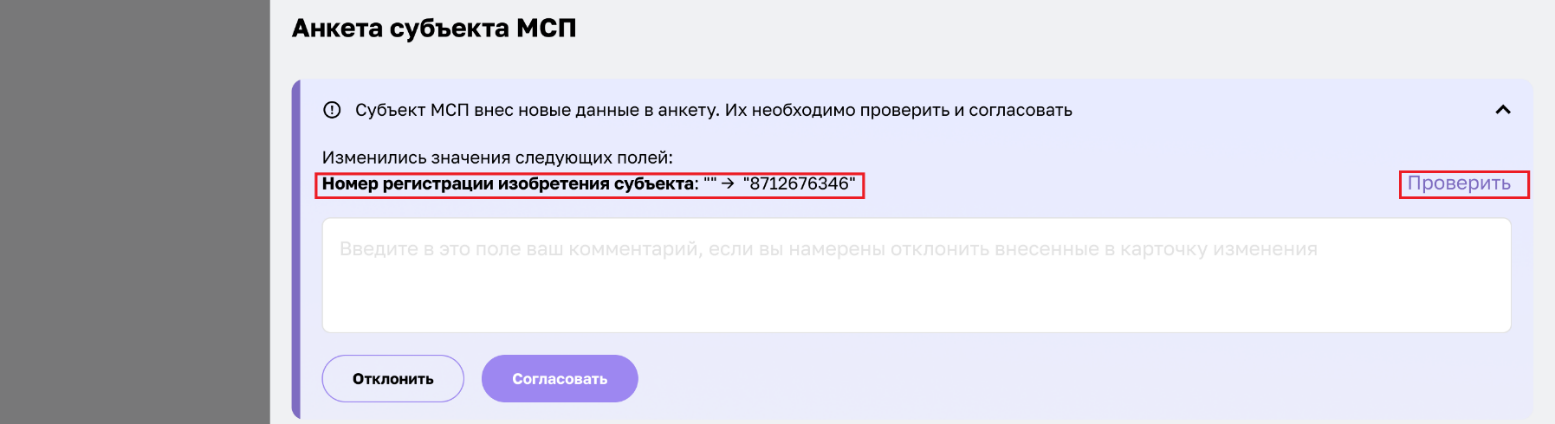 Анкета субъекта МСП
Субъект МСП внес новые данные в анкету. Их необходимо проверить и согласовать
Изменились значения следующих полей:
Номер регистрации изобретения субъекта: "" → "8712676346"
Проверить
Введите в это поле ваш комментарий, если вы намерены отклонить внесенные в карточку изменения
Отклонить
Согласовать